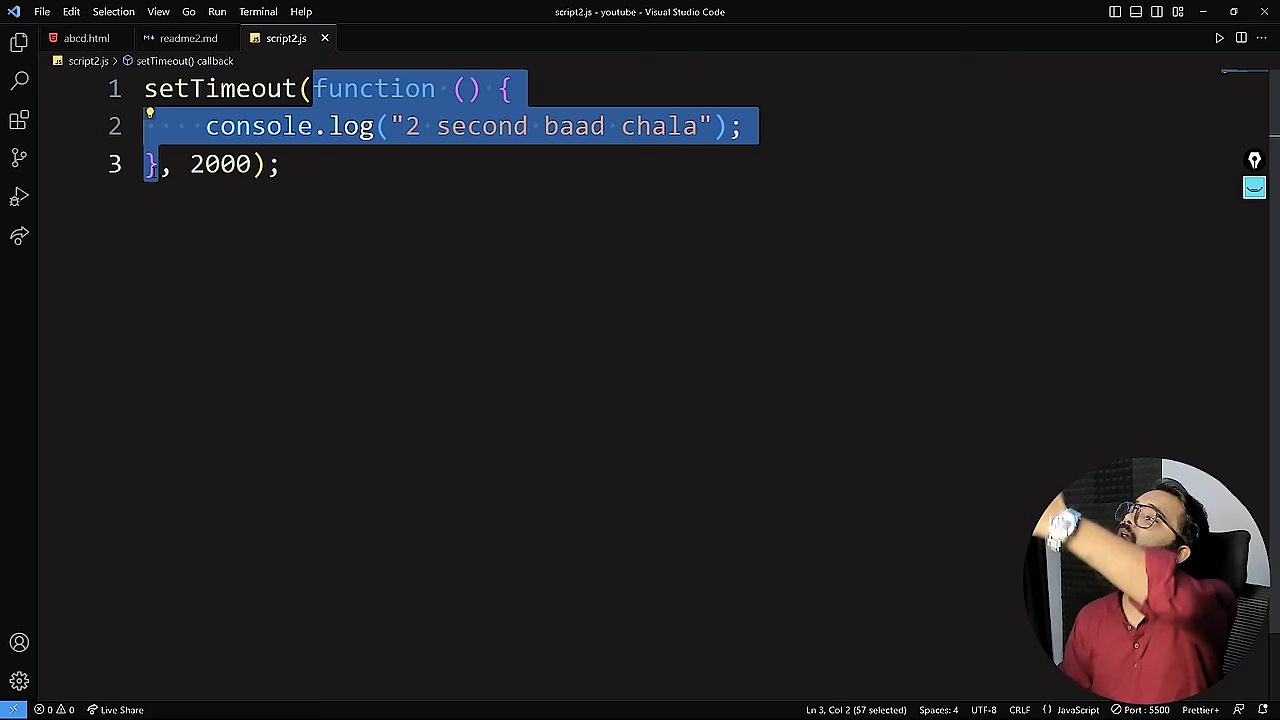 File Edit Selection View Go Run Terminal Help
script2.js - youtube - Visual Studio Code
abcd.html readme2.md script2.js
script2.js > setTimeout() callback
1 setTimeout(function () {
2 console.log("2 second baad chala");
3 }, 2000);
0 0 Live Share
Ln 3, Col 2 (57 selected) Spaces: 4 UTF-8 CRLF {} JavaScript Port : 5500 Prettier+